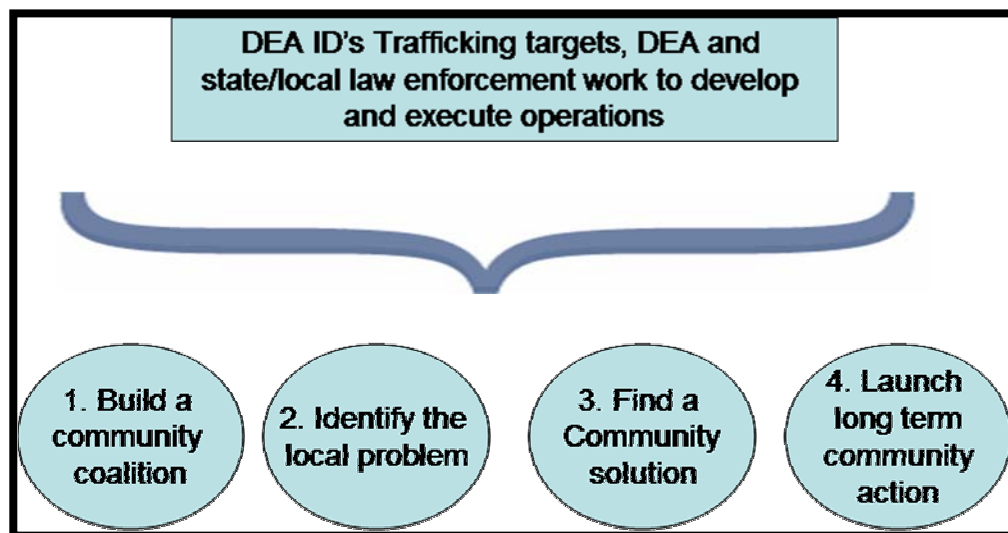 DEA ID's Trafficking targets, DEA and
state/local law enforcement work to develop
and execute operations
1. Build a
community
coalition
2. Identify the
local problem
3. Find a
Community
solution
4. Launch
long term
community
action